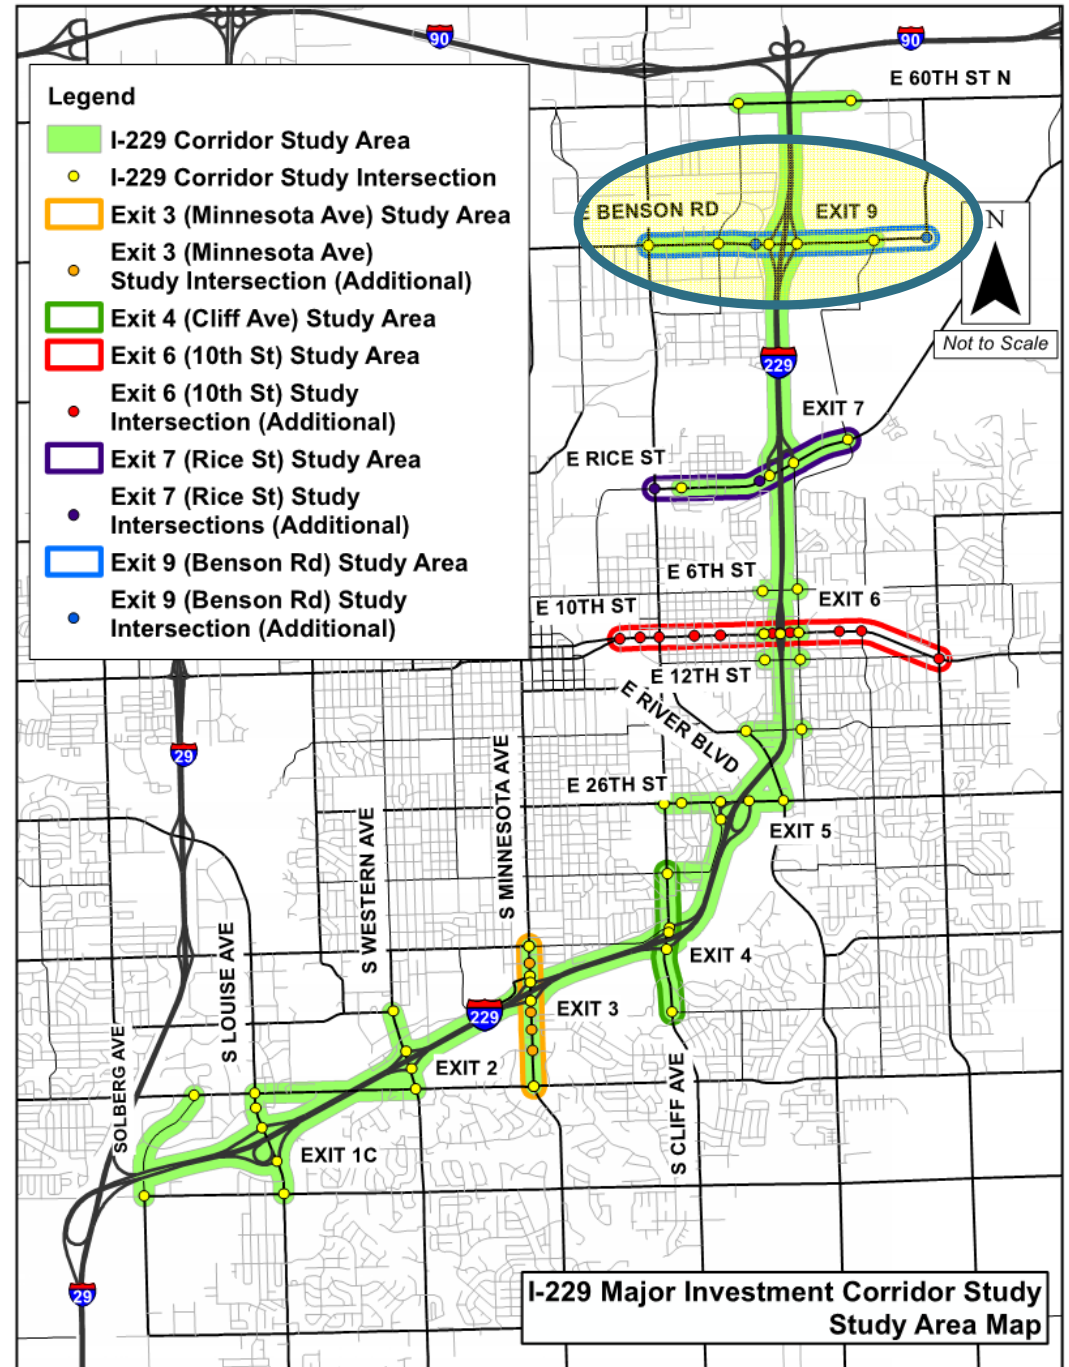 90
90
E 60TH ST N
Legend
I-229 Corridor Study Area
I-229 Corridor Study Intersection
Exit 3 (Minnesota Ave) Study Area
Exit 3 (Minnesota Ave)
Study Intersection (Additional)
Exit 4 (Cliff Ave) Study Area
Exit 6 (10th St) Study Area
Exit 6 (10th St) Study
Intersection (Additional)
Exit 7 (Rice St) Study Area
Exit 7 (Rice St) Study
Intersections (Additional)
Exit 9 (Benson Rd) Study Area
Exit 9 (Benson Rd) Study
Intersection (Additional)
E BENSON RD
EXIT 9
N
Not to Scale
229
EXIT 7
E RICE ST
E 6TH ST
EXIT 6
E 10TH ST
E 12TH ST
E RIVER BLVD
29
S MINNESOTA AVE
E 26TH ST
EXIT 5
S WESTERN AVE
S LOUISE AVE
EXIT 4
EXIT 3
229
SOLBERG AVE
EXIT 2
S CLIFF AVE
EXIT 1C
29
I-229 Major Investment Corridor Study
Study Area Map